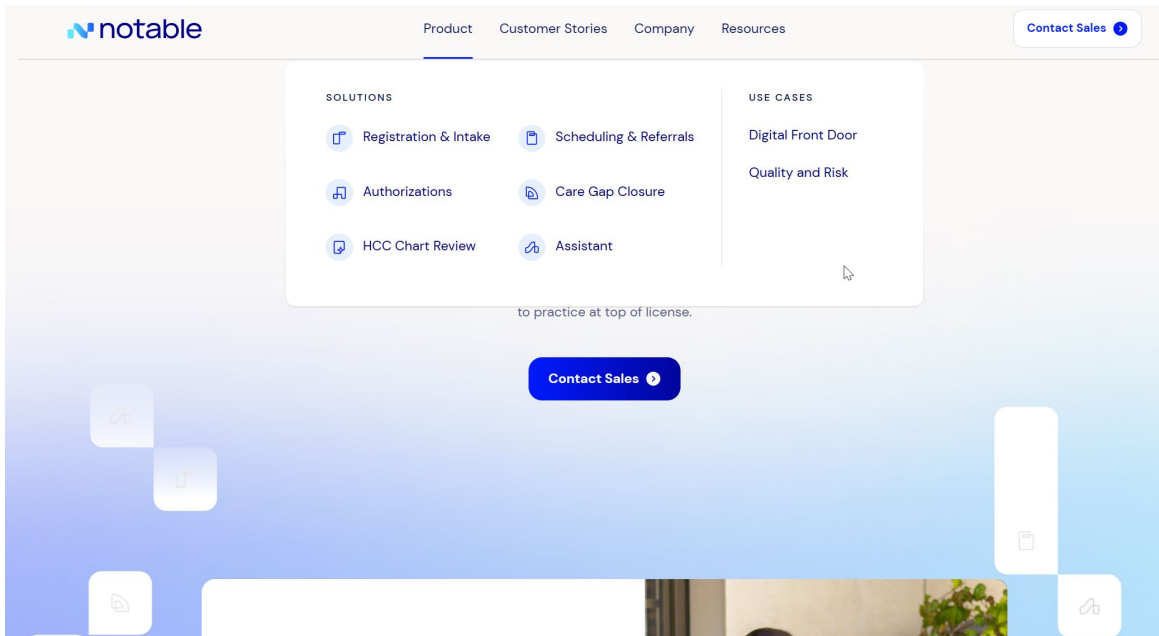 notable
Product Customer Stories Company Resources
Contact Sales
SOLUTIONS
Registration & Intake
Scheduling & Referrals
Authorizations
Care Gap Closure
HCC Chart Review
Assistant
USE CASES
Digital Front Door
Quality and Risk
to practice at top of license.
Contact Sales